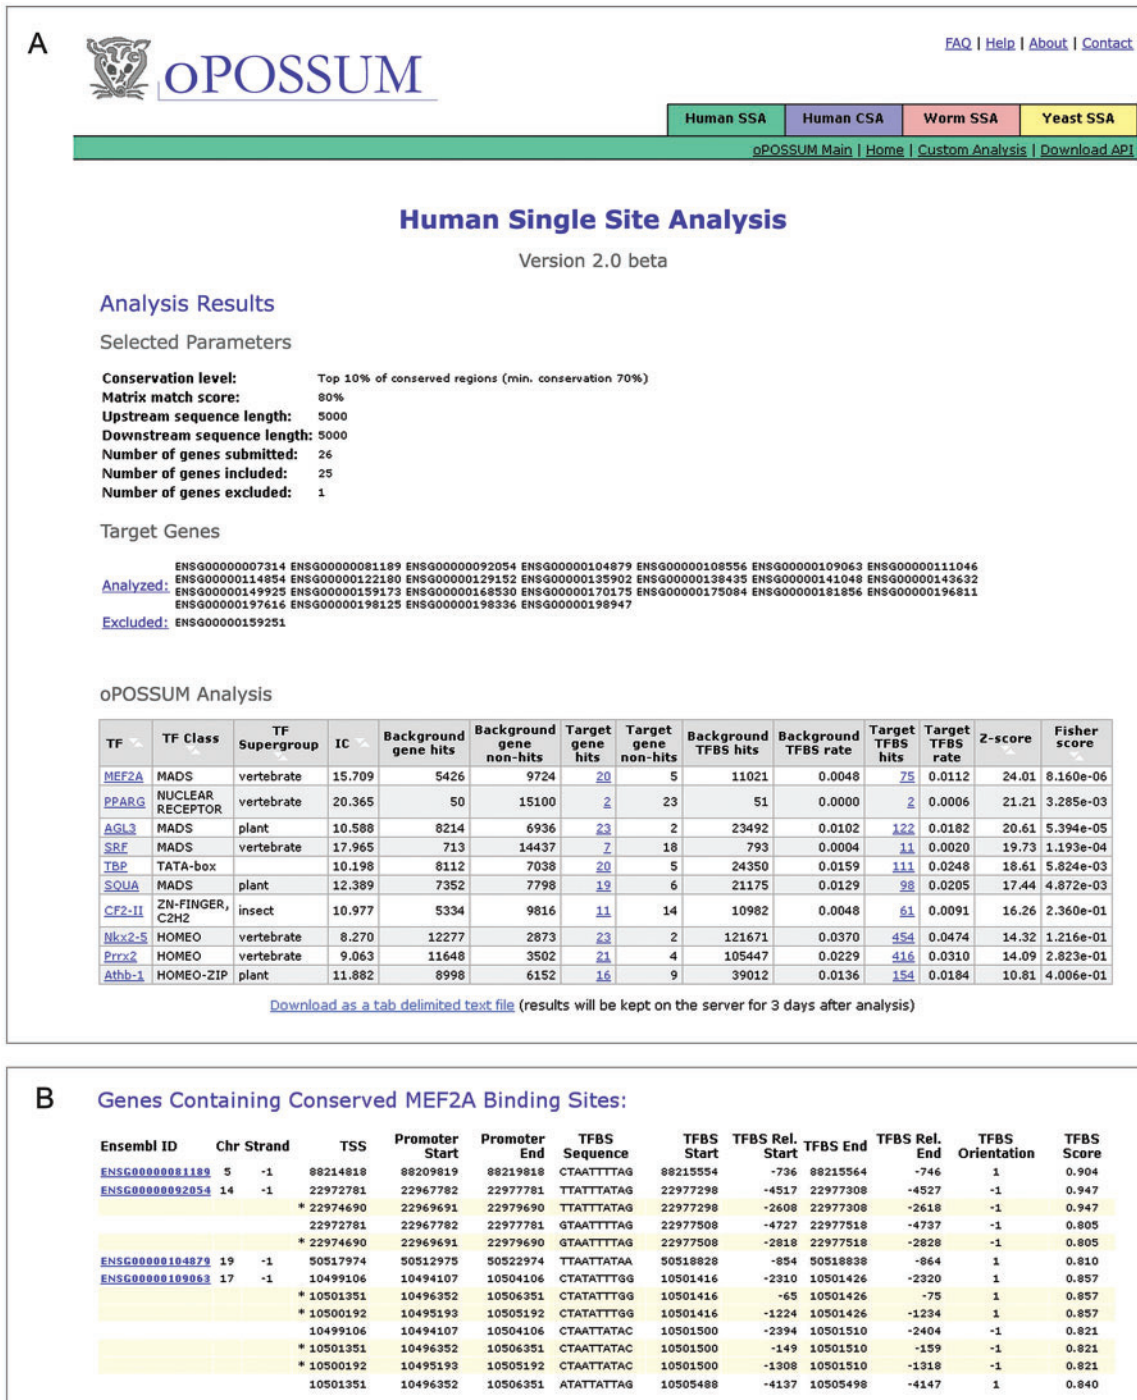 A
oPOSSUM
FAQ | Help | About | Contact
Human SSA Human CSA Worm SSA Yeast SSA
oPOSSUM Main | Home | Custom Analysis | Download API
Human Single Site Analysis
Version 2.0 beta
Analysis Results
Selected Parameters
Conservation level: Top 10% of conserved regions (min. conservation 70%)
Matrix match score: 80%
Upstream sequence length: 5000
Downstream sequence length: 5000
Number of genes submitted: 26
Number of genes included: 25
Number of genes excluded: 1
Target Genes
ENSG00000007314 ENSG00000081189 ENSG00000092054 ENSG00000104879 ENSG00000108556 ENSG00000109063 ENSG00000111046
Analyzed: ENSG00000114854 ENSG00000122180 ENSG00000129152 ENSG00000135902 ENSG00000138435 ENSG00000141048 ENSG00000143632
ENSG00000149925 ENSG00000159173 ENSG00000168530 ENSG00000170175 ENSG00000175084 ENSG00000181856 ENSG00000196811
ENSG00000197616 ENSG00000198125 ENSG00000198336 ENSG00000198947
Excluded: ENSG00000159251
oPOSSUM Analysis
TF TF Class TF Supergroup IC Background gene hits Background gene non-hits Target gene hits Target gene non-hits Background TFBS hits Background TFBS rate Target TFBS hits Target TFBS rate Z-score Fisher score
MEF2A MADS vertebrate 15.709 5426 9724 20 5 11021 0.0048 75 0.0112 24.01 8.160e-06
PPARG NUCLEAR RECEPTOR vertebrate 20.365 50 15100 2 23 51 0.0000 2 0.0006 21.21 3.285e-03
AGL3 MADS plant 10.588 8214 6936 23 2 23492 0.0102 122 0.0182 20.61 5.394e-05
SRF MADS vertebrate 17.965 713 14437 7 18 793 0.0004 11 0.0020 19.73 1.193e-04
TBP TATA-box 10.198 8112 7038 20 5 24350 0.0159 111 0.0248 18.61 5.824e-03
SQUA MADS plant 12.389 7352 7798 19 6 21175 0.0129 98 0.0205 17.44 4.872e-03
CF2-II ZN-FINGER, C2H2 insect 10.977 5334 9816 11 14 10982 0.0048 61 0.0091 16.26 2.360e-01
Nkx2-5 HOMEO vertebrate 8.270 12277 2873 23 2 121671 0.0370 454 0.0474 14.32 1.216e-01
Prrx2 HOMEO vertebrate 9.063 11648 3502 21 4 105447 0.0229 416 0.0310 14.09 2.823e-01
Athb-1 HOMEO-ZIP plant 11.882 8998 6152 16 9 39012 0.0136 154 0.0184 10.81 4.006e-01
Download as a tab delimited text file (results will be kept on the server for 3 days after analysis)
B
Genes Containing Conserved MEF2A Binding Sites:
Ensembl ID Chr Strand TSS Promoter Start Promoter End TFBS Sequence TFBS Start TFBS Rel. Start TFBS End TFBS Rel. End TFBS Orientation TFBS Score
ENSG00000081189 5 -1 88214818 88209819 88219818 CTAATTTTAG 88215554 -736 88215564 -746 1 0.904
ENSG00000092054 14 -1 22972781 22967782 22977781 TTATTTATAG 22977298 -4517 22977308 -4527 -1 0.947
* 22974690 22969691 22979690 TTATTTATAG 22977298 -2608 22977308 -2618 -1 0.947
22972781 22967782 22977781 GTAATTTTAG 22977508 -4727 22977518 -4737 -1 0.805
* 22974690 22969691 22979690 GTAATTTTAG 22977508 -2818 22977518 -2828 -1 0.805
ENSG00000104879 19 -1 50517974 50512975 50522974 TTAATTATAA 50518828 -854 50518838 -864 1 0.810
ENSG00000109063 17 -1 10499106 10494107 10504106 CTATATTTGG 10501416 -2310 10501426 -2320 1 0.857
* 10501351 10496352 10506351 CTATATTTGG 10501416 -65 10501426 -75 1 0.857
* 10500192 10495193 10505192 CTATATTTGG 10501416 -1224 10501426 -1234 1 0.857
10499106 10494107 10504106 CTAATTATAC 10501500 -2394 10501510 -2404 -1 0.821
* 10501351 10496352 10506351 CTAATTATAC 10501500 -149 10501510 -159 -1 0.821
* 10500192 10495193 10505192 CTAATTATAC 10501500 -1308 10501510 -1318 -1 0.821
10501351 10496352 10506351 ATATTATTAG 10505488 -4137 10505498 -4147 1 0.840